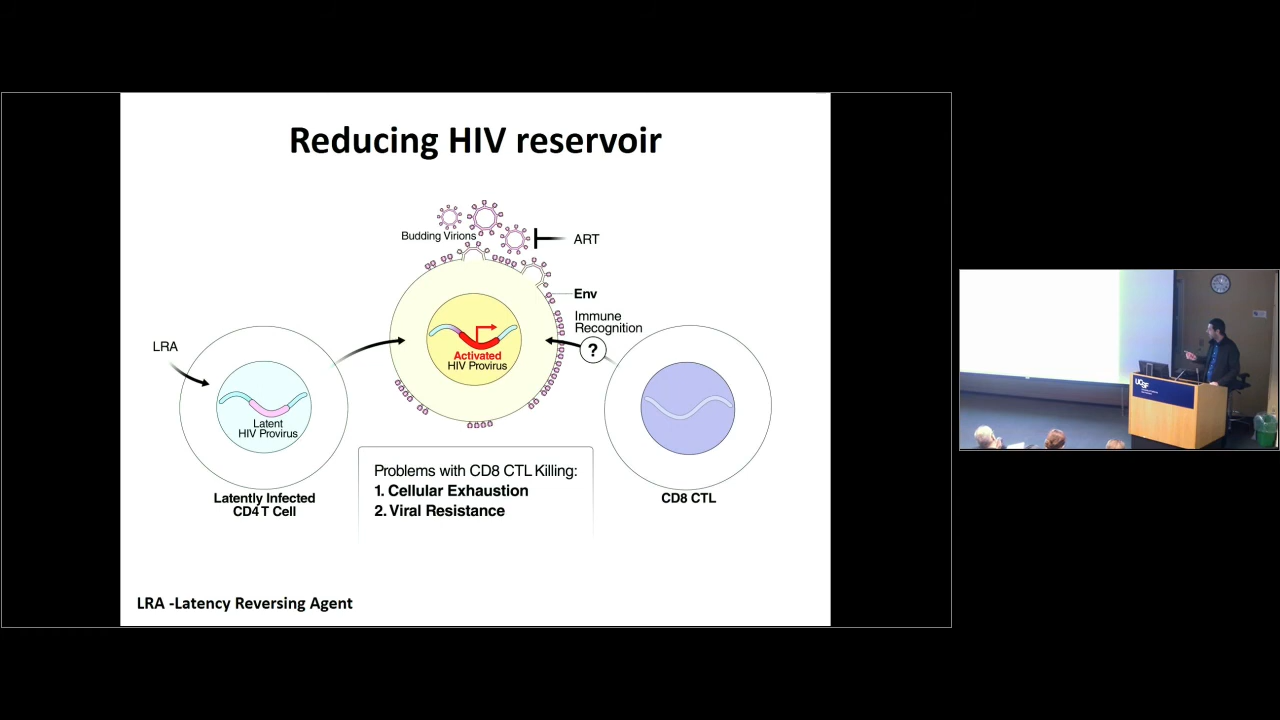 Reducing HIV reservoir
Budding Virions
ART
Env
Immune
Recognition
?
LRA
Activated
HIV Provirus
Latent
HIV Provirus
Latently Infected
CD4 T Cell
CD8 CTL
Problems with CD8 CTL Killing:
1. Cellular Exhaustion
2. Viral Resistance
LRA -Latency Reversing Agent
UCSF